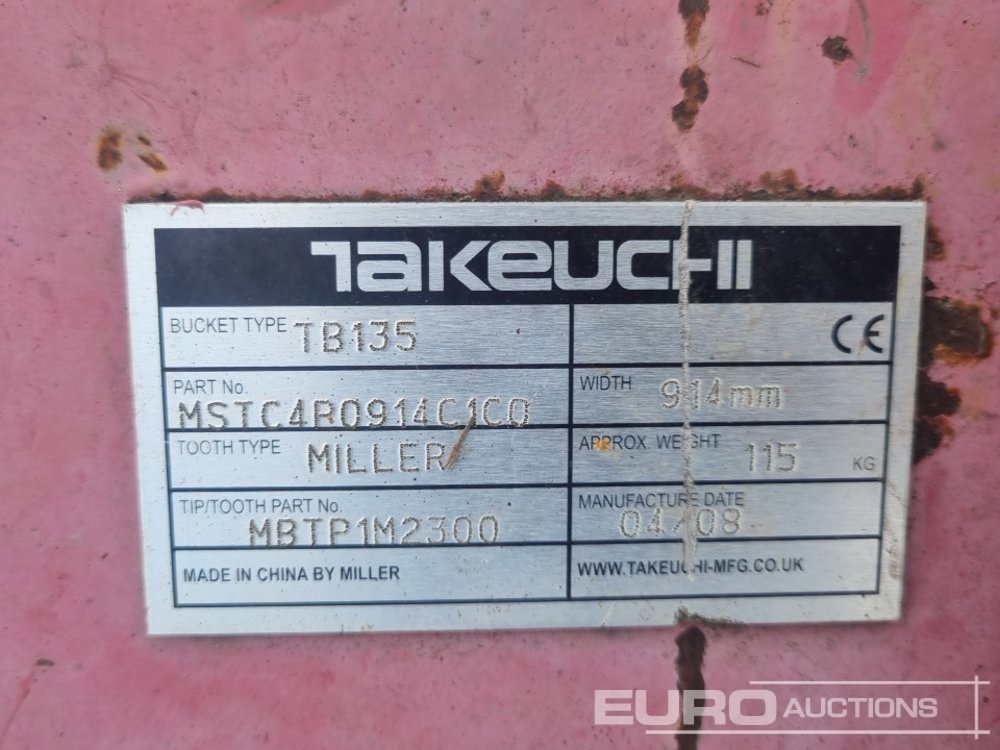 TAKEUCHI
BUCKET TYPE TB135
CE
PART No. MSTC4R0914C1C0
WIDTH 914mm
TOOTH TYPE MILLER
APPROX. WEIGHT 115 KG
TIP/TOOTH PART No. MBTP1M2300
MANUFACTURE DATE 04/08
MADE IN CHINA BY MILLER
WWW.TAKEUCHI-MFG.CO.UK
EURO AUCTIONS